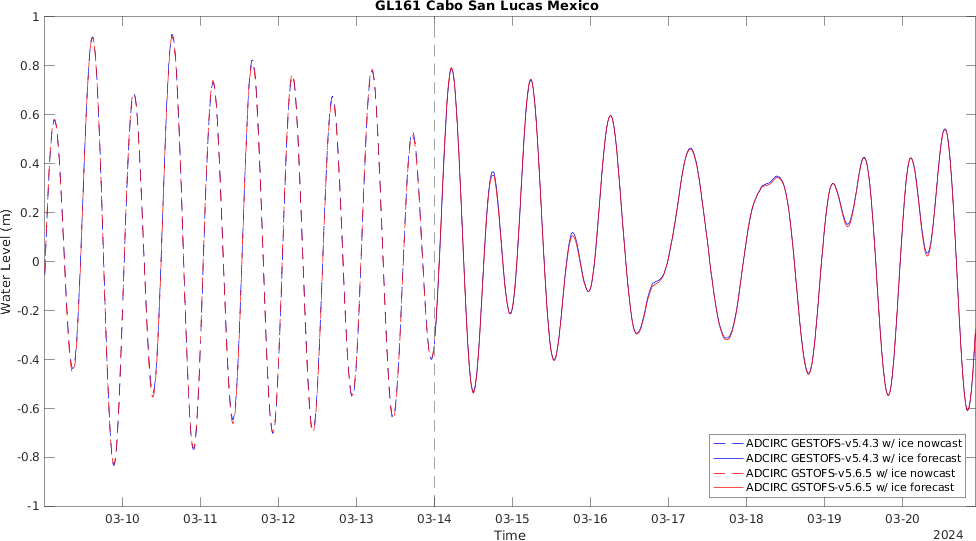 GL161 Cabo San Lucas Mexico
1
0.8
0.6
0.4
0.2
0
-0.2
-0.4
-0.6
-0.8
-1
Water Level (m)
ADCIRC GESTOFS-v5.4.3 w/ ice nowcast
ADCIRC GESTOFS-v5.4.3 w/ ice forecast
ADCIRC GSTOFS-v5.6.5 w/ ice nowcast
ADCIRC GSTOFS-v5.6.5 w/ ice forecast
03-10 03-11 03-12 03-13 03-14 03-15 03-16 03-17 03-18 03-19 03-20
Time
2024